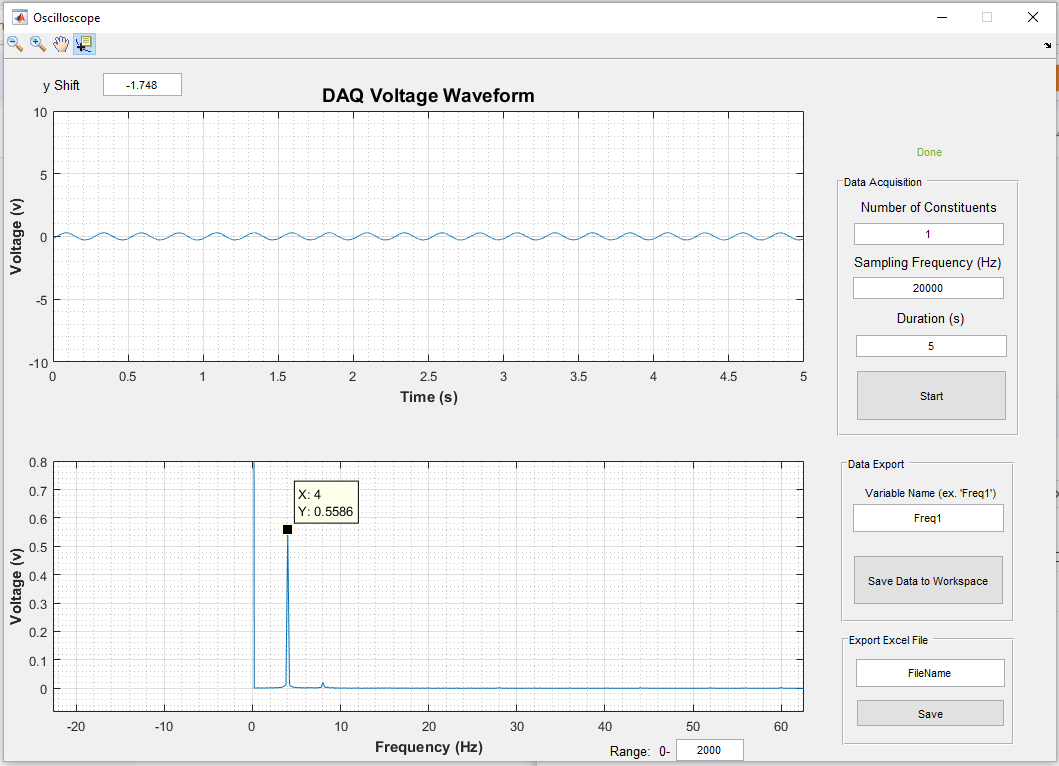 Oscilloscope
y Shift
-1.748
DAQ Voltage Waveform
10
5
0
-5
-10
Voltage (v)
0 0.5 1 1.5 2 2.5 3 3.5 4 4.5 5
Time (s)
Done
Data Acquisition
Number of Constituents
1
Sampling Frequency (Hz)
20000
Duration (s)
5
Start
0.8
0.7
0.6
0.5
0.4
0.3
0.2
0.1
0
Voltage (v)
X: 4
Y: 0.5586
-20 -10 0 10 20 30 40 50 60
Frequency (Hz)
Range: 0-
2000
Data Export
Variable Name (ex. 'Freq1')
Freq1
Save Data to Workspace
Export Excel File
FileName
Save